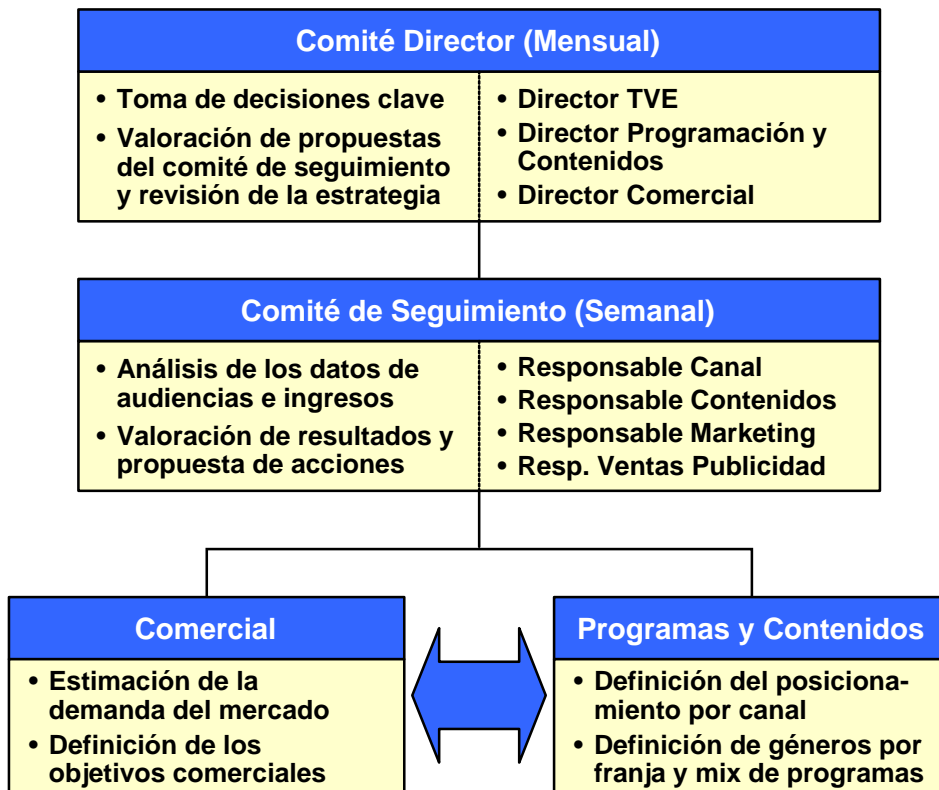 Comité Director (Mensual)
• Toma de decisiones clave
• Valoración de propuestas
del comité de seguimiento
y revisión de la estrategia
• Director TVE
• Director Programación y
Contenidos
• Director Comercial
Comité de Seguimiento (Semanal)
• Análisis de los datos de
audiencias e ingresos
• Valoración de resultados y
propuesta de acciones
• Responsable Canal
• Responsable Contenidos
• Responsable Marketing
• Resp. Ventas Publicidad
Comercial
• Estimación de la
demanda del mercado
• Definición de los
objetivos comerciales
Programas y Contenidos
• Definición del posiciona-
miento por canal
• Definición de géneros por
franja y mix de programas